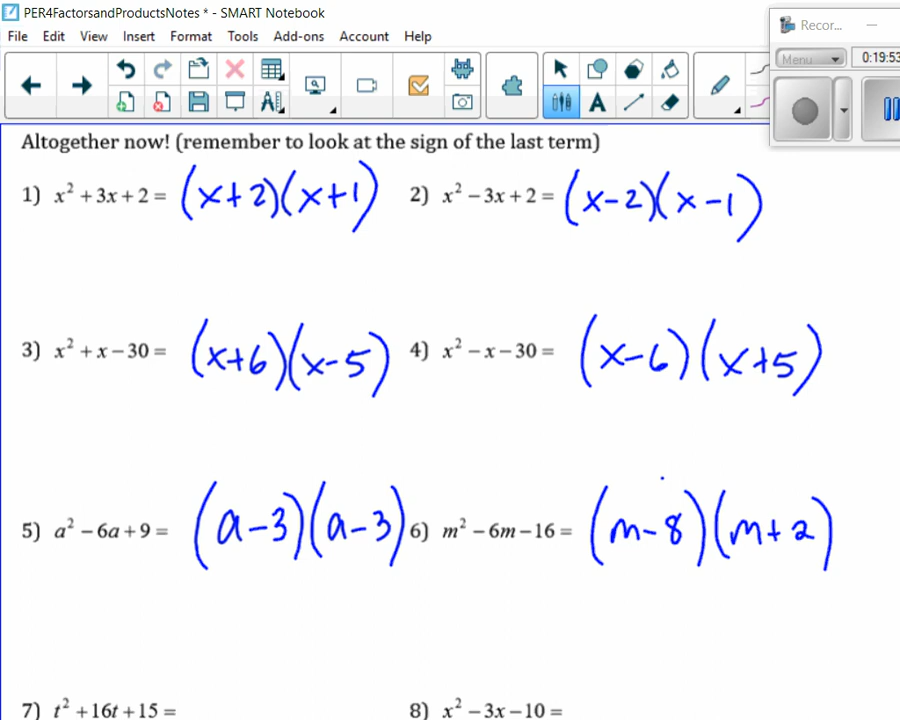 PER4FactorsandProductsNotes * - SMART Notebook
Recor...
File Edit View Insert Format Tools Add-ons Account Help
Menu 0:19:53
Altogether now! (remember to look at the sign of the last term)
1) x² + 3x + 2 = (x+2)(x+1) 2) x² − 3x + 2 = (x−2)(x−1)
3) x² + x − 30 = (x+6)(x−5) 4) x² − x − 30 = (x−6)(x+5)
5) a² − 6a + 9 = (a−3)(a−3) 6) m² − 6m − 16 = (m−8)(m+2)
7) t² + 16t + 15 = 8) x² − 3x − 10 =